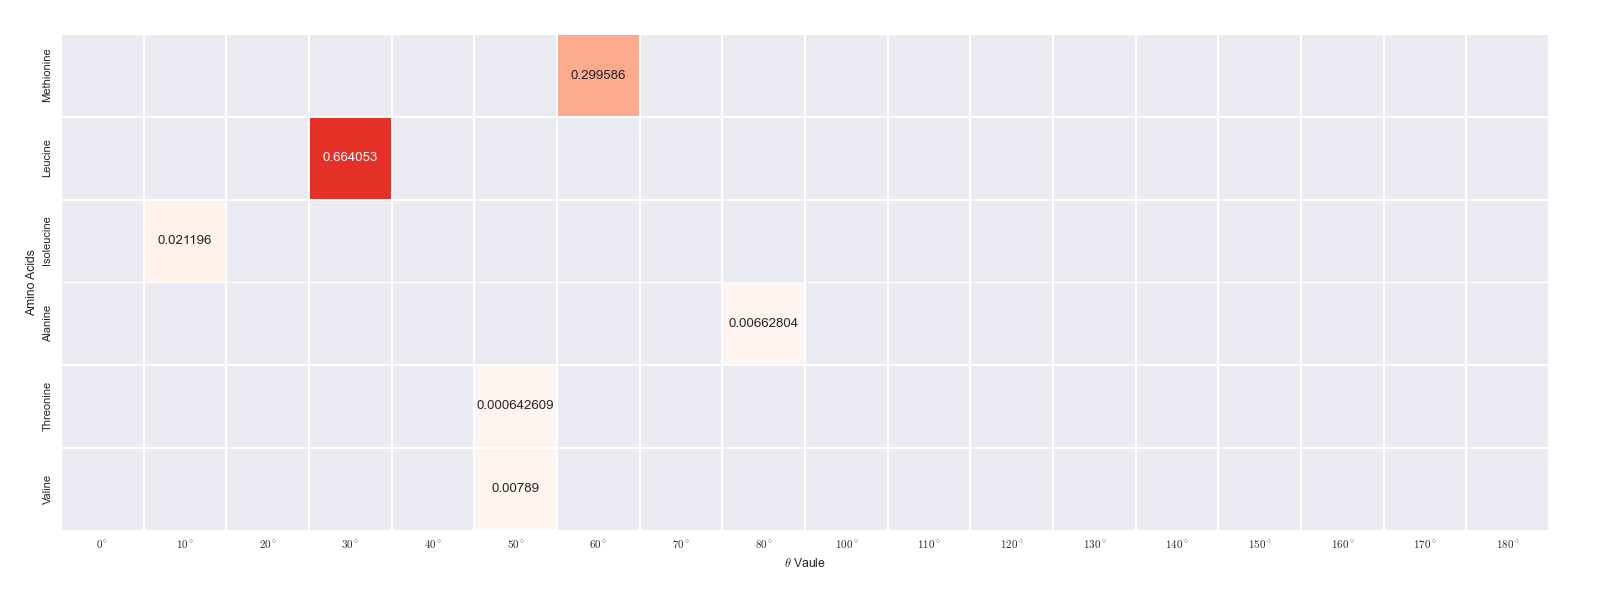 Methionine
0.299586
Leucine
0.664053
Isoleucine
0.021196
Amino Acids
Alanine
0.00662804
Threonine
0.000642609
Valine
0.00789
0° 10° 20° 30° 40° 50° 60° 70° 80° 100° 110° 120° 130° 140° 150° 160° 170° 180°
θ Vaule